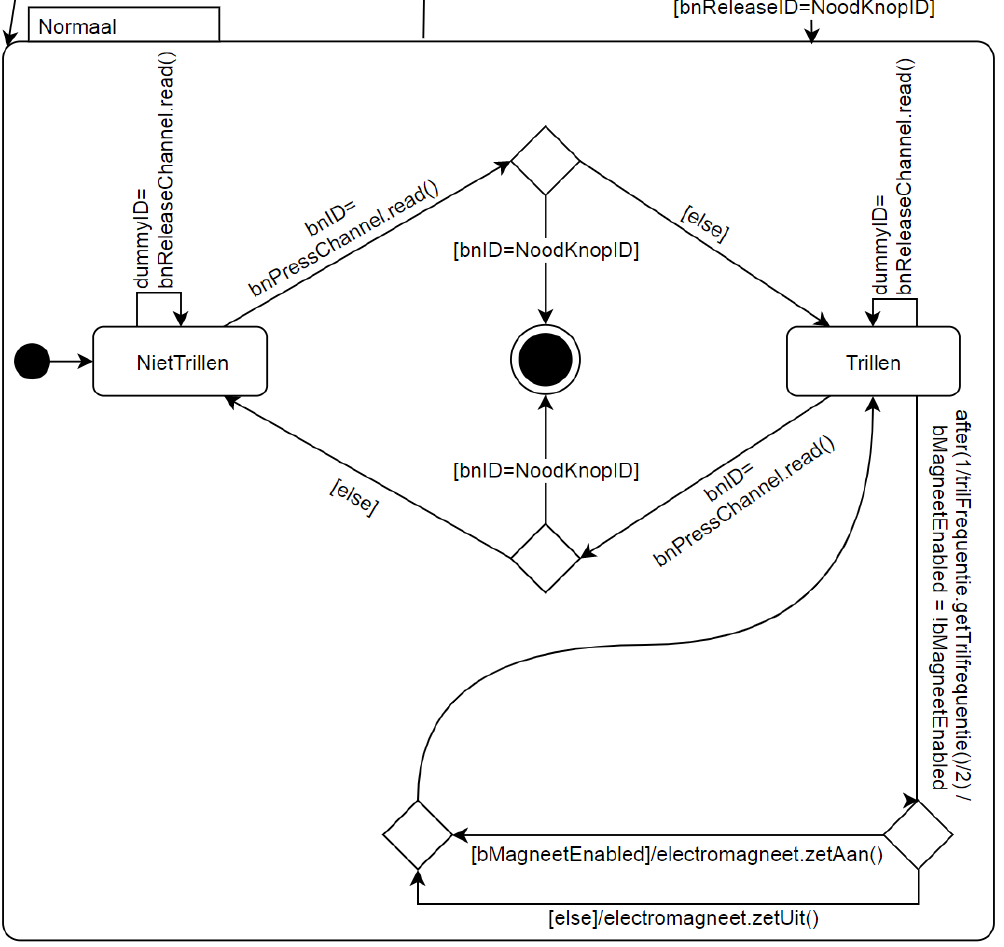 [bnReleaseID=NoodKnopID]
Normaal
dummyID=
bnReleaseChannel.read()
bnID=
bnPressChannel.read()
[else]
dummyID=
bnReleaseChannel.read()
[bnID=NoodKnopID]
NietTrillen
Trillen
[bnID=NoodKnopID]
[else]
bnID=
bnPressChannel.read()
after(1/trilFrequentie.getTrilfrequentie()/2) /
bMagneetEnabled = !bMagneetEnabled
[bMagneetEnabled]/electromagneet.zetAan()
[else]/electromagneet.zetUit()